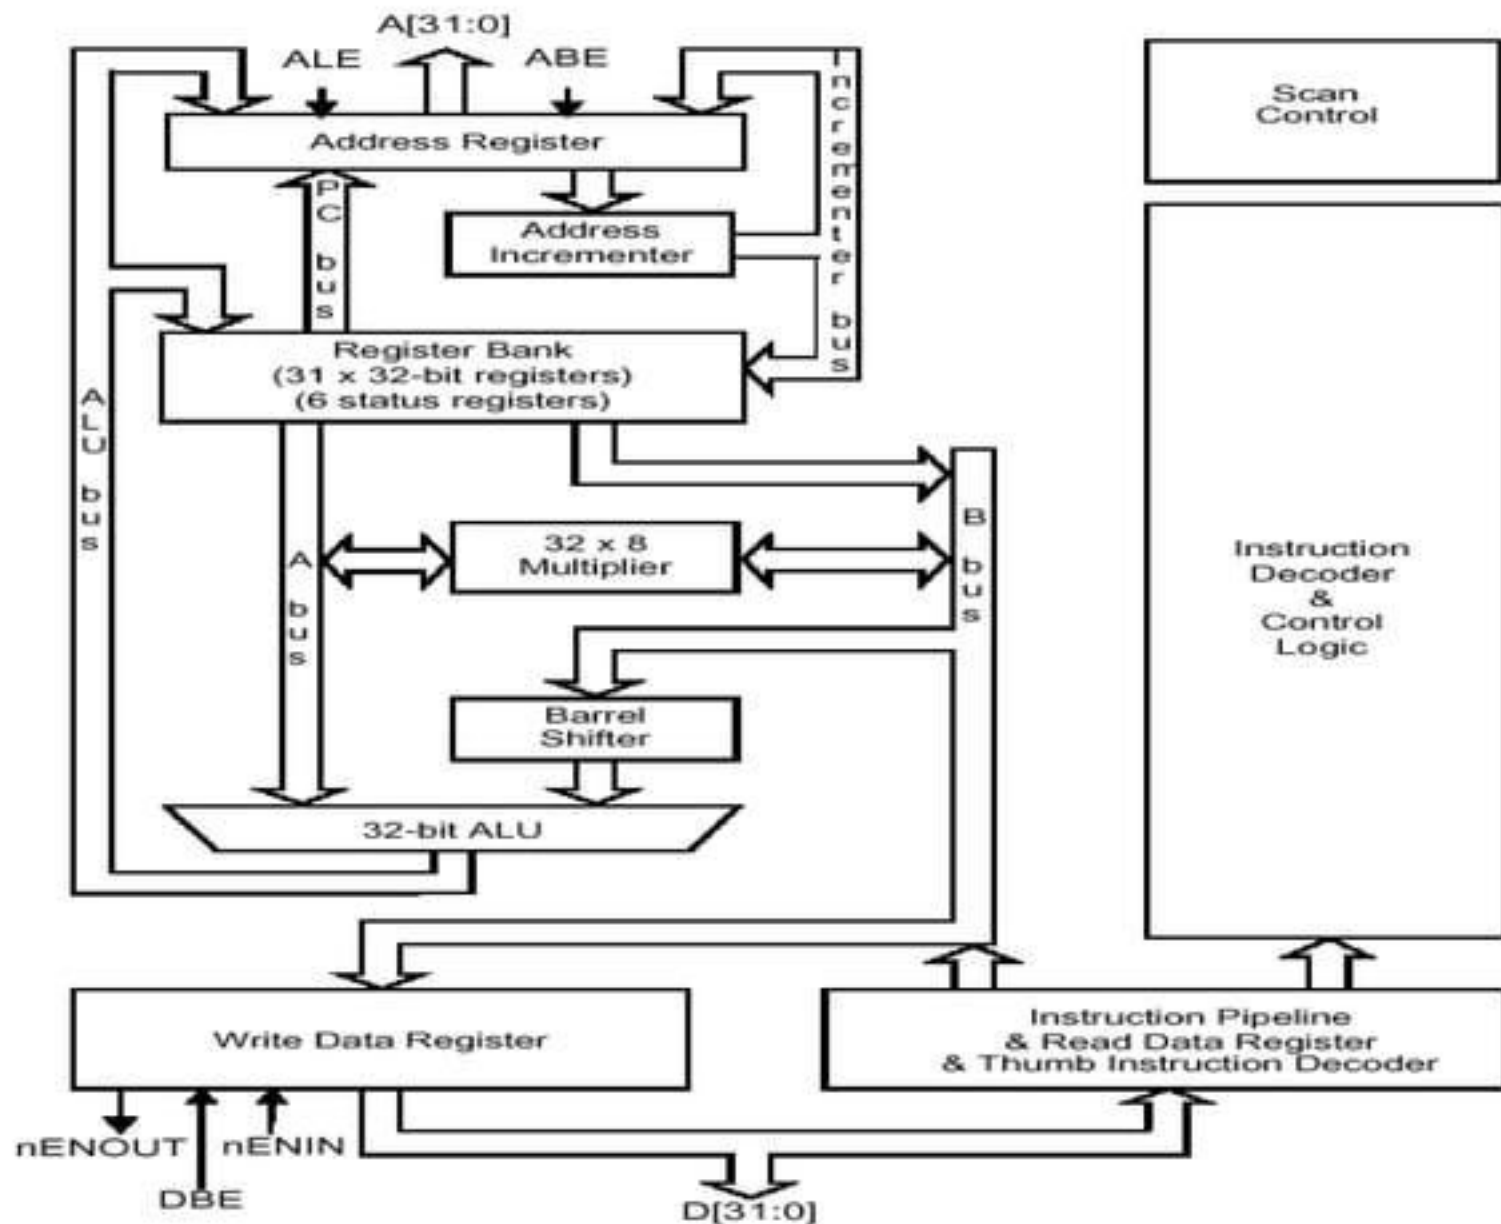 A[31:0]
ALE
ABE
Scan
Control
Address Register
Incrementer bus
PC bus
Address
Incrementer
Register Bank
(31 x 32-bit registers)
(6 status registers)
ALU bus
A bus
32 x 8
Multiplier
B bus
Instruction
Decoder
&
Control
Logic
Barrel
Shifter
32-bit ALU
Write Data Register
Instruction Pipeline
& Read Data Register
& Thumb Instruction Decoder
nENOUT
nENIN
DBE
D[31:0]